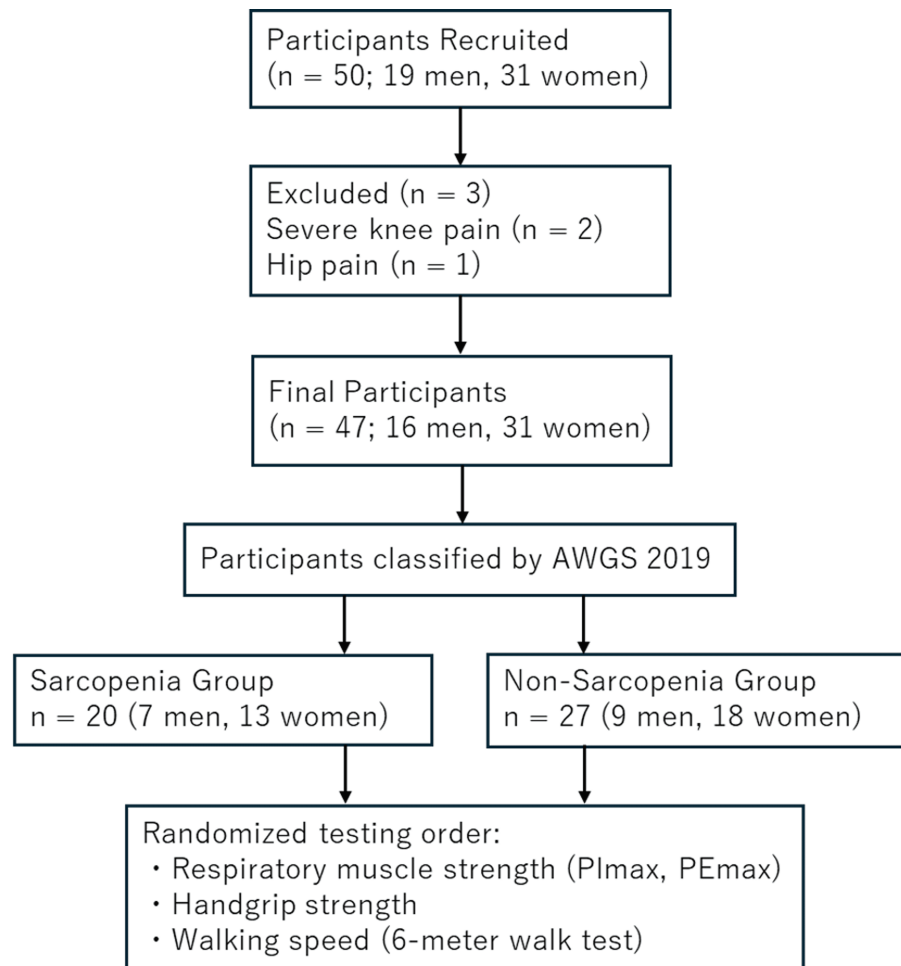 Participants Recruited
(n = 50; 19 men, 31 women)
Excluded (n = 3)
Severe knee pain (n = 2)
Hip pain (n = 1)
Final Participants
(n = 47; 16 men, 31 women)
Participants classified by AWGS 2019
Sarcopenia Group
n = 20 (7 men, 13 women)
Non-Sarcopenia Group
n = 27 (9 men, 18 women)
Randomized testing order:
・Respiratory muscle strength (PImax, PEmax)
・Handgrip strength
・Walking speed (6-meter walk test)